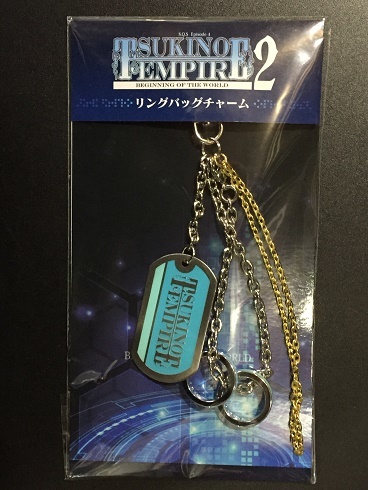 S.Q.S Episode 4
TSUKINO
EMPIRE 2
BEGINNING OF THE WORLD
リングバッグチャーム
TSUKINO
EMPIRE